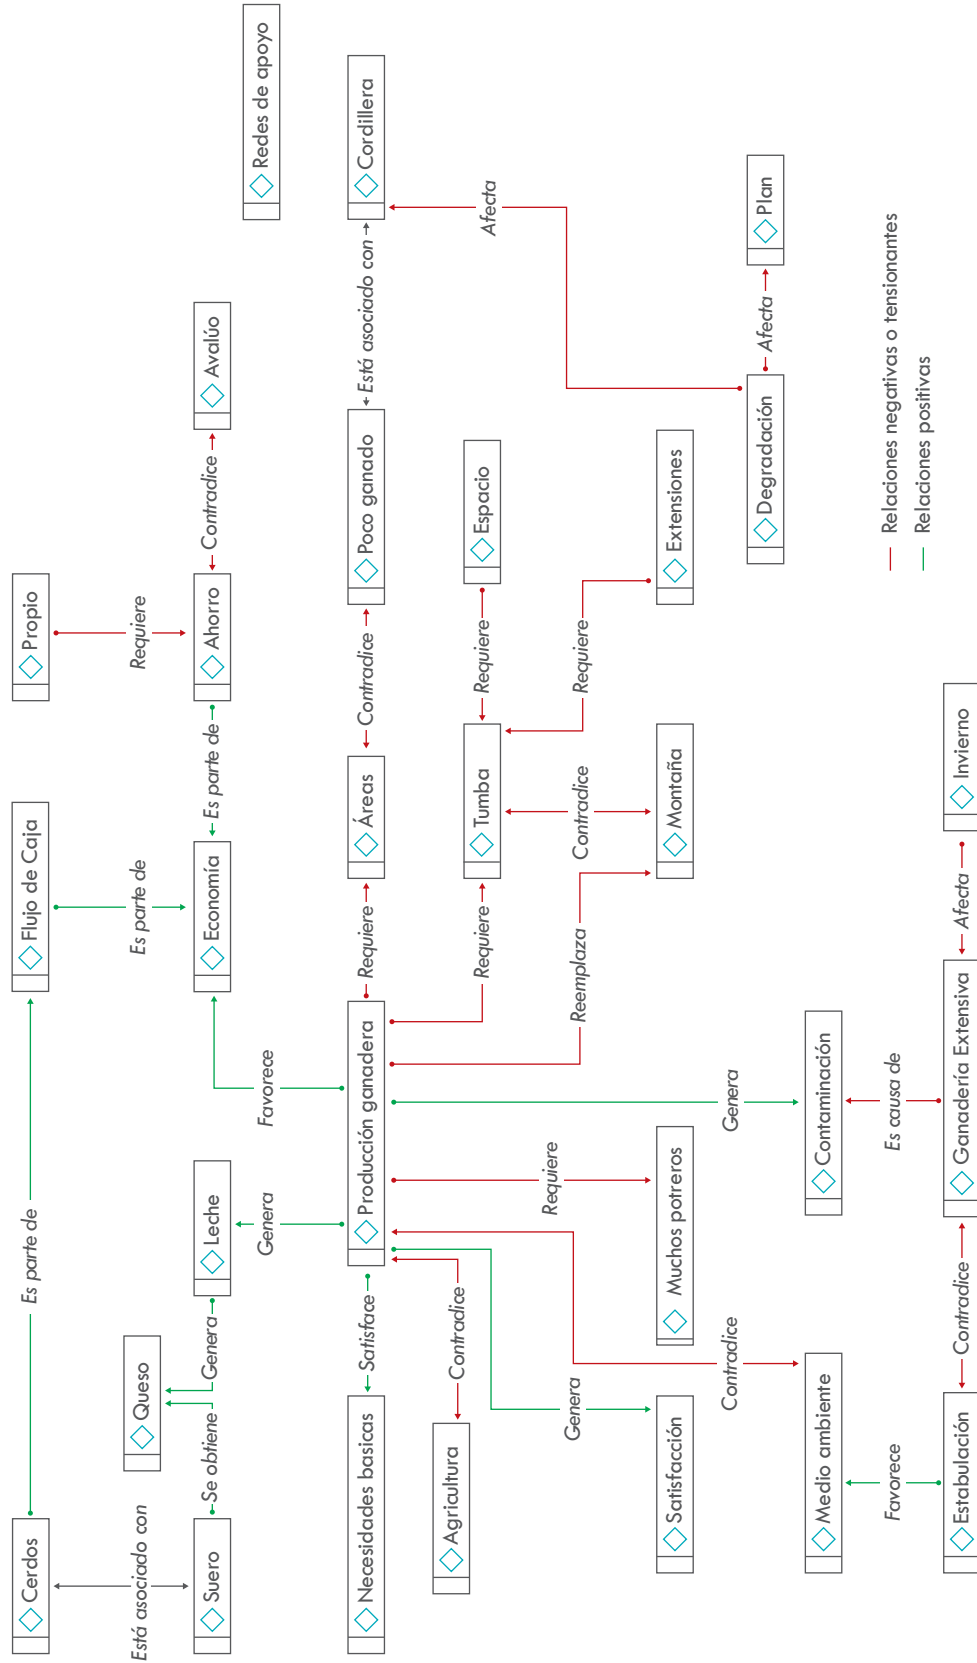 Cerdos
Es parte de
Flujo de Caja
Propio
Está asociado con
Es parte de
Requiere
Queso
Suero
Se obtiene
Genera
Leche
Economía
Es parte de
Ahorro
Contradice
Avalúo
Redes de apoyo
Genera
Favorece
Necesidades basicas
Satisface
Producción ganadera
Requiere
Áreas
Contradice
Poco ganado
Está asociado con
Cordillera
Agricultura
Contradice
Requiere
Tumba
Requiere
Espacio
Afecta
Genera
Requiere
Reemplaza
Contradice
Requiere
Satisfacción
Muchos potreros
Montaña
Extensiones
Contradice
Genera
Degradación
Afecta
Plan
Medio ambiente
Contaminación
Favorece
Es causa de
Relaciones negativas o tensionantes
Relaciones positivas
Estabulación
Contradice
Ganadería Extensiva
Afecta
Invierno